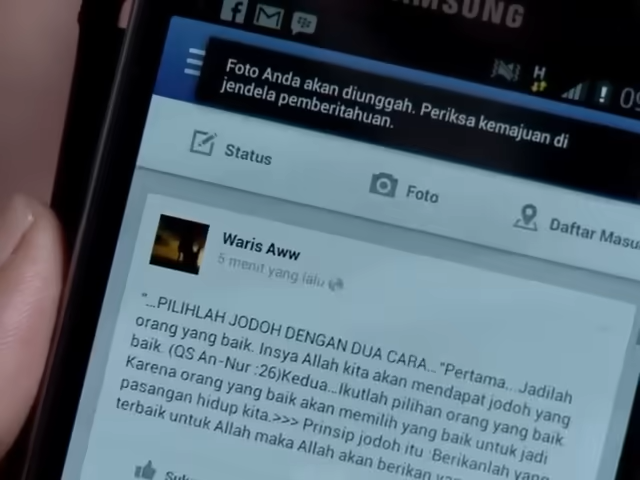 SAMSUNG
H
Foto Anda akan diunggah. Periksa kemajuan di
jendela pemberitahuan.
Status
Foto
Daftar Masu
Waris Aww
5 menit yang lalu
"...PILIHLAH JODOH DENGAN DUA CARA... "Pertama... Jadilah
orang yang baik. Insya Allah kita akan mendapat jodoh yang
baik. (QS An-Nur :26)Kedua...Ikutlah pilihan orang yang baik.
Karena orang yang baik akan memilih yang baik untuk jadi
pasangan hidup kita.>>> Prinsip jodoh itu Berikanlah yang
terbaik untuk Allah maka Allah akan berikan